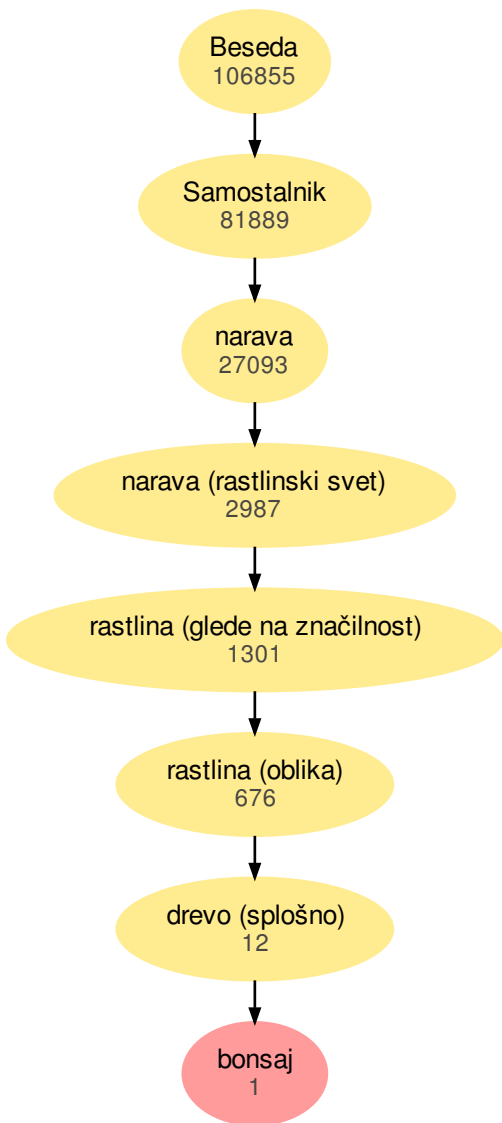 Beseda
106855
Samostalnik
81889
narava
27093
narava (rastlinski svet)
2987
rastlina (glede na značilnost)
1301
rastlina (oblika)
676
drevo (splošno)
12
bonsaj
1